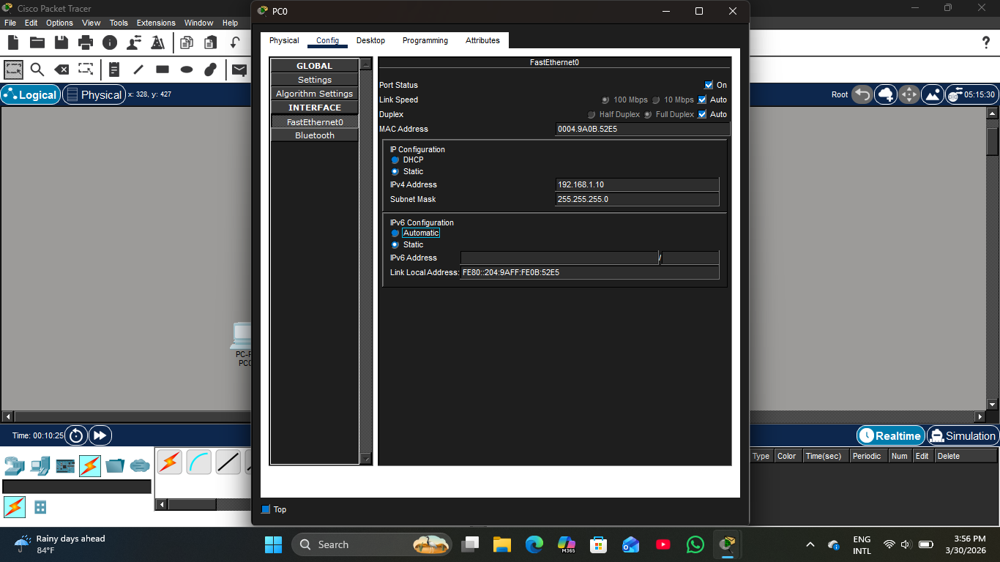 Cisco Packet Tracer
File Edit Options View Tools Extensions Window Help
Logical Physical x: 328, y: 427
Root 05:15:30
PC0
Physical Config Desktop Programming Attributes
GLOBAL
Settings
Algorithm Settings
INTERFACE
FastEthernet0
Bluetooth
FastEthernet0
Port Status On
Link Speed 100 Mbps 10 Mbps Auto
Duplex Half Duplex Full Duplex Auto
MAC Address 0004.9A0B.52E5
IP Configuration
DHCP
Static
IPv4 Address 192.168.1.10
Subnet Mask 255.255.255.0
IPv6 Configuration
Automatic
Static
IPv6 Address /
Link Local Address: FE80::204:9AFF:FE0B:52E5
Top
PC-P
PC0
Time: 00:10:25
Realtime Simulation
Type Color Time(sec) Periodic Num Edit Delete
Rainy days ahead
84°F
Search
M365
ENG
INTL
3:56 PM
3/30/2026